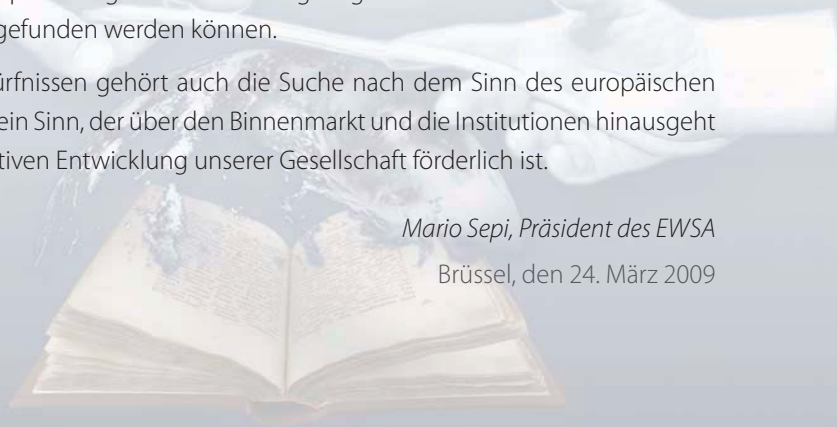 gefunden werden können.
ürfnissen gehört auch die Suche nach dem Sinn des europäischen
ein Sinn, der über den Binnenmarkt und die Institutionen hinausgeht
tiven Entwicklung unserer Gesellschaft förderlich ist.
Mario Sepi, Präsident des EWSA
Brüssel, den 24. März 2009